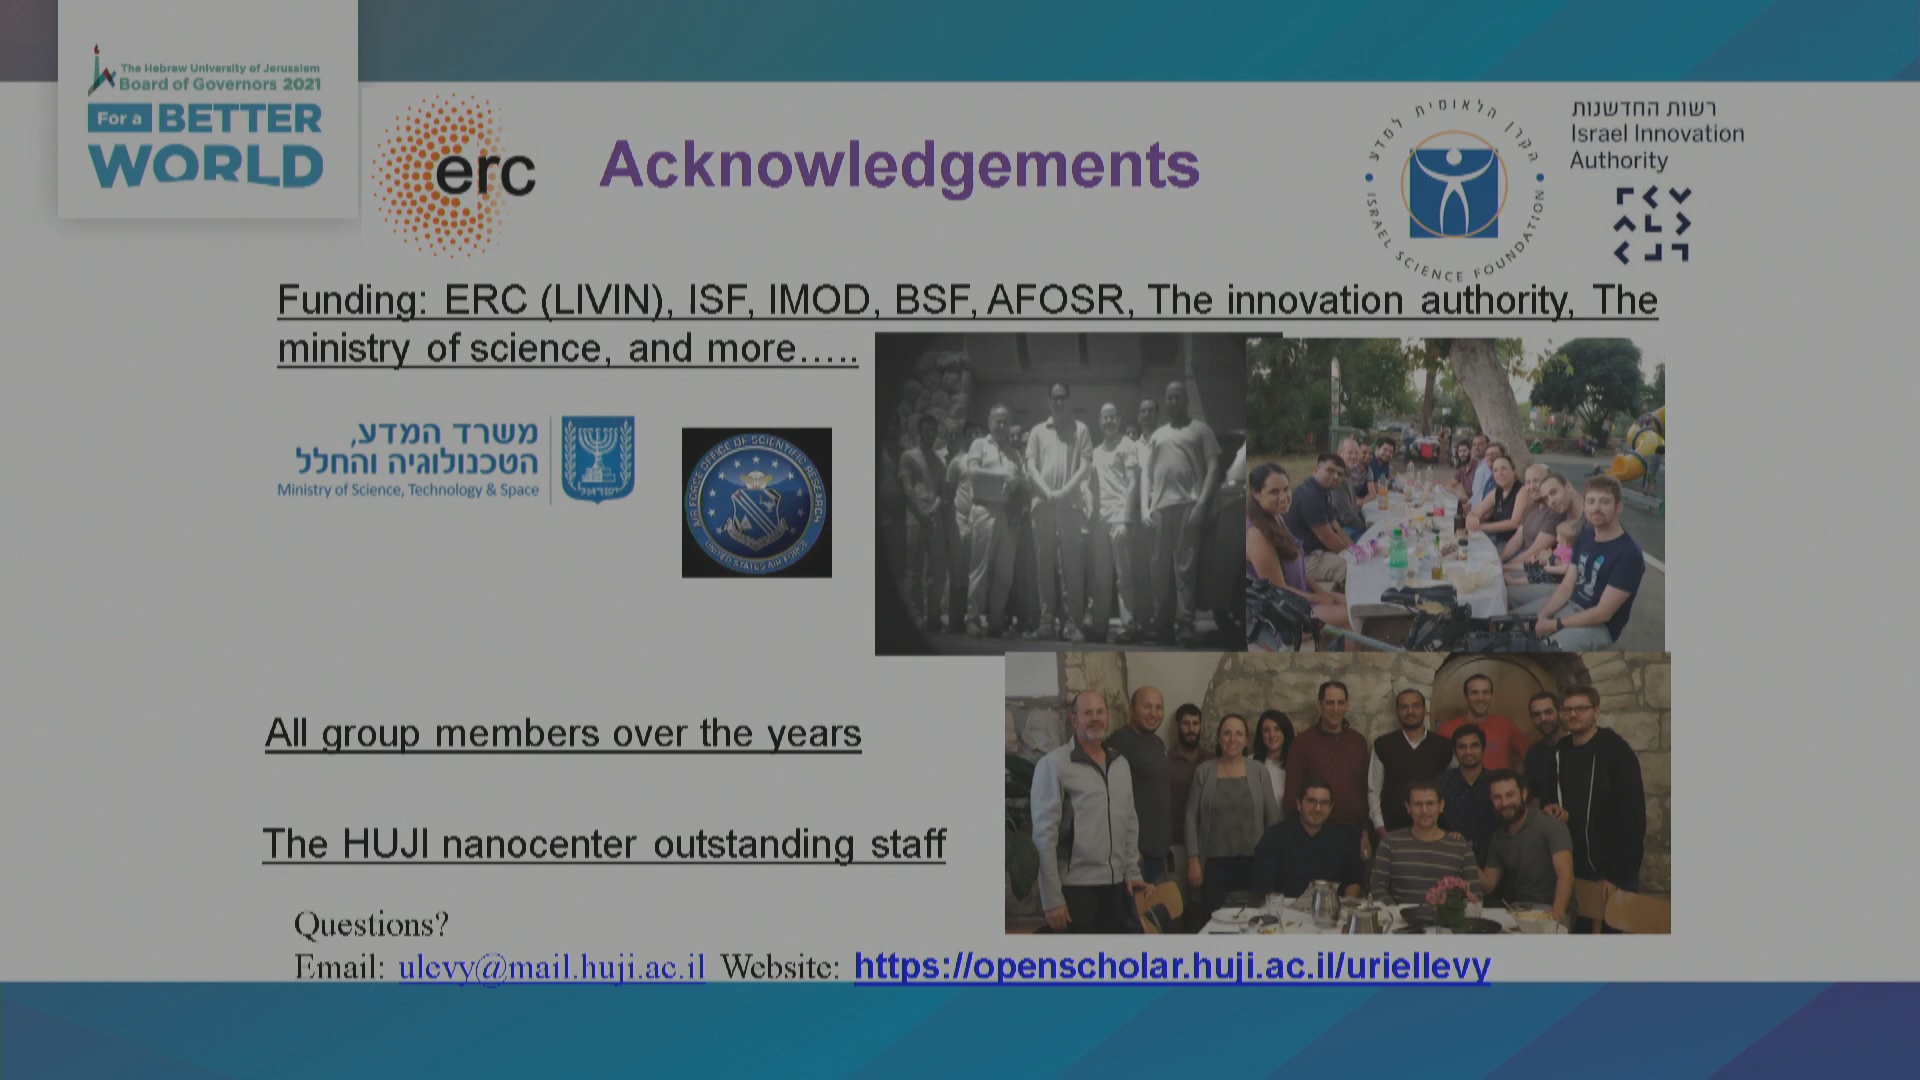 The Hebrew University of Jerusalem
Board of Governors 2021
For a BETTER
WORLD
erc
Acknowledgements
הקרן הלאומית למדע
ISRAEL SCIENCE FOUNDATION
רשות החדשנות
Israel Innovation
Authority
Funding: ERC (LIVIN), ISF, IMOD, BSF, AFOSR, The innovation authority, The
ministry of science, and more…..
משרד המדע,
הטכנולוגיה והחלל
Ministry of Science, Technology & Space
ישראל
AIR FORCE OFFICE OF SCIENTIFIC RESEARCH
UNITED STATES AIR FORCE
All group members over the years
The HUJI nanocenter outstanding staff
Questions?
Email: ulevy@mail.huji.ac.il Website: https://openscholar.huji.ac.il/uriellevy